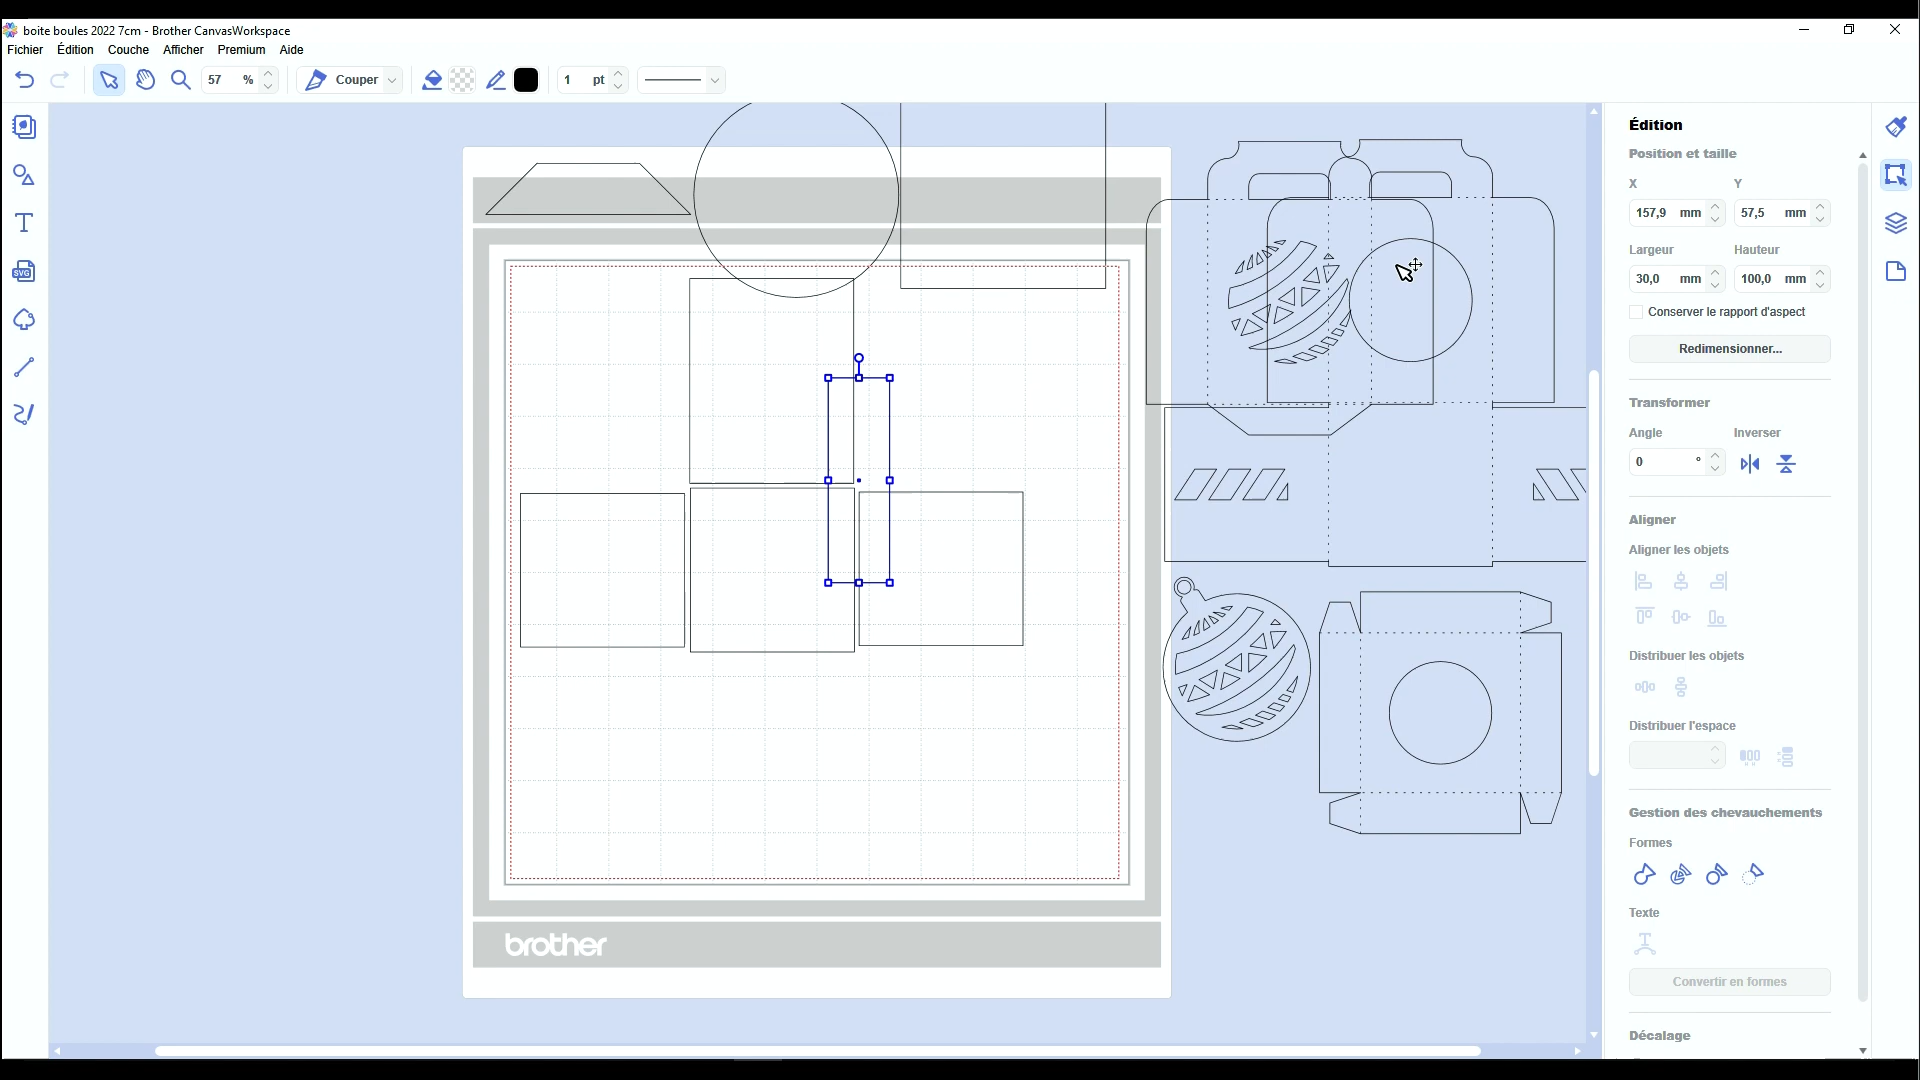 boite boules 2022 7cm - Brother CanvasWorkspace
Fichier Édition Couche Afficher Premium Aide
57 % Couper 1 pt
SVG
Édition
Position et taille
X Y
157,9 mm 57,5 mm
Largeur Hauteur
30,0 mm 100,0 mm
Conserver le rapport d'aspect
Redimensionner...
Transformer
Angle Inverser
0 °
Aligner
Aligner les objets
Distribuer les objets
Distribuer l'espace
Gestion des chevauchements
Formes
Texte
Convertir en formes
Décalage
brother